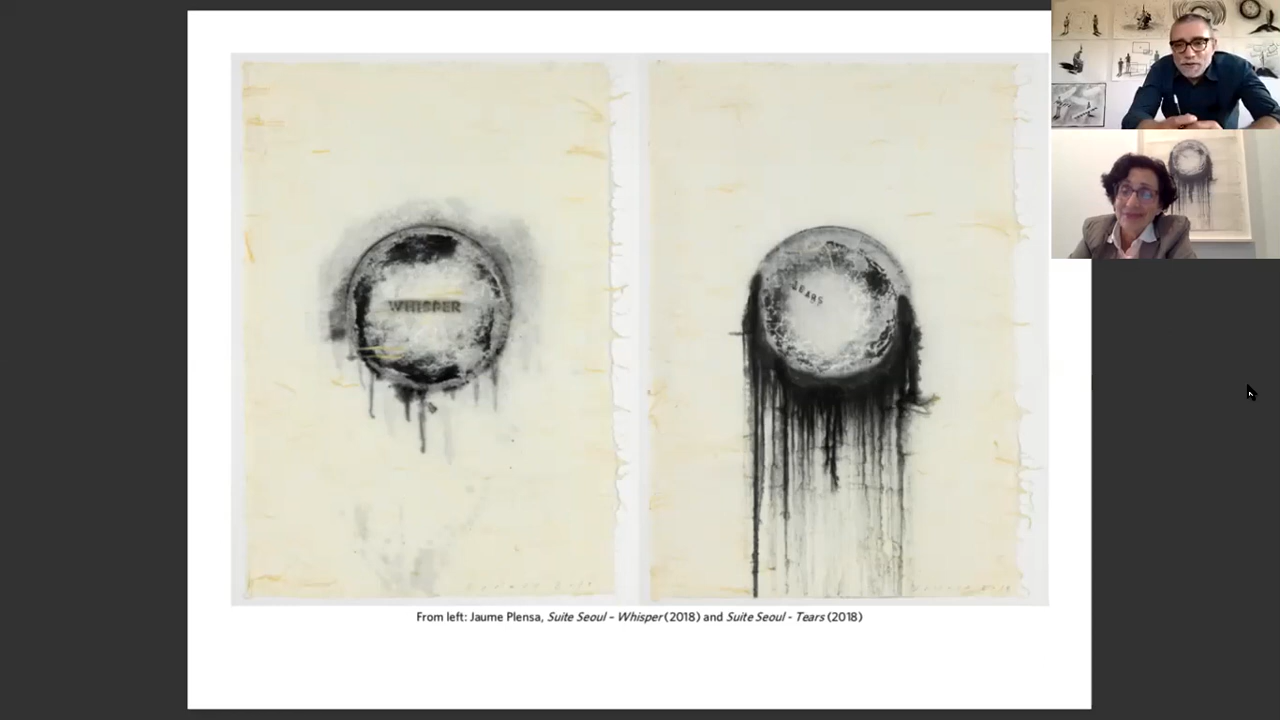 WHISPER
TEARS
From left: Jaume Plensa, Suite Seoul – Whisper (2018) and Suite Seoul - Tears (2018)